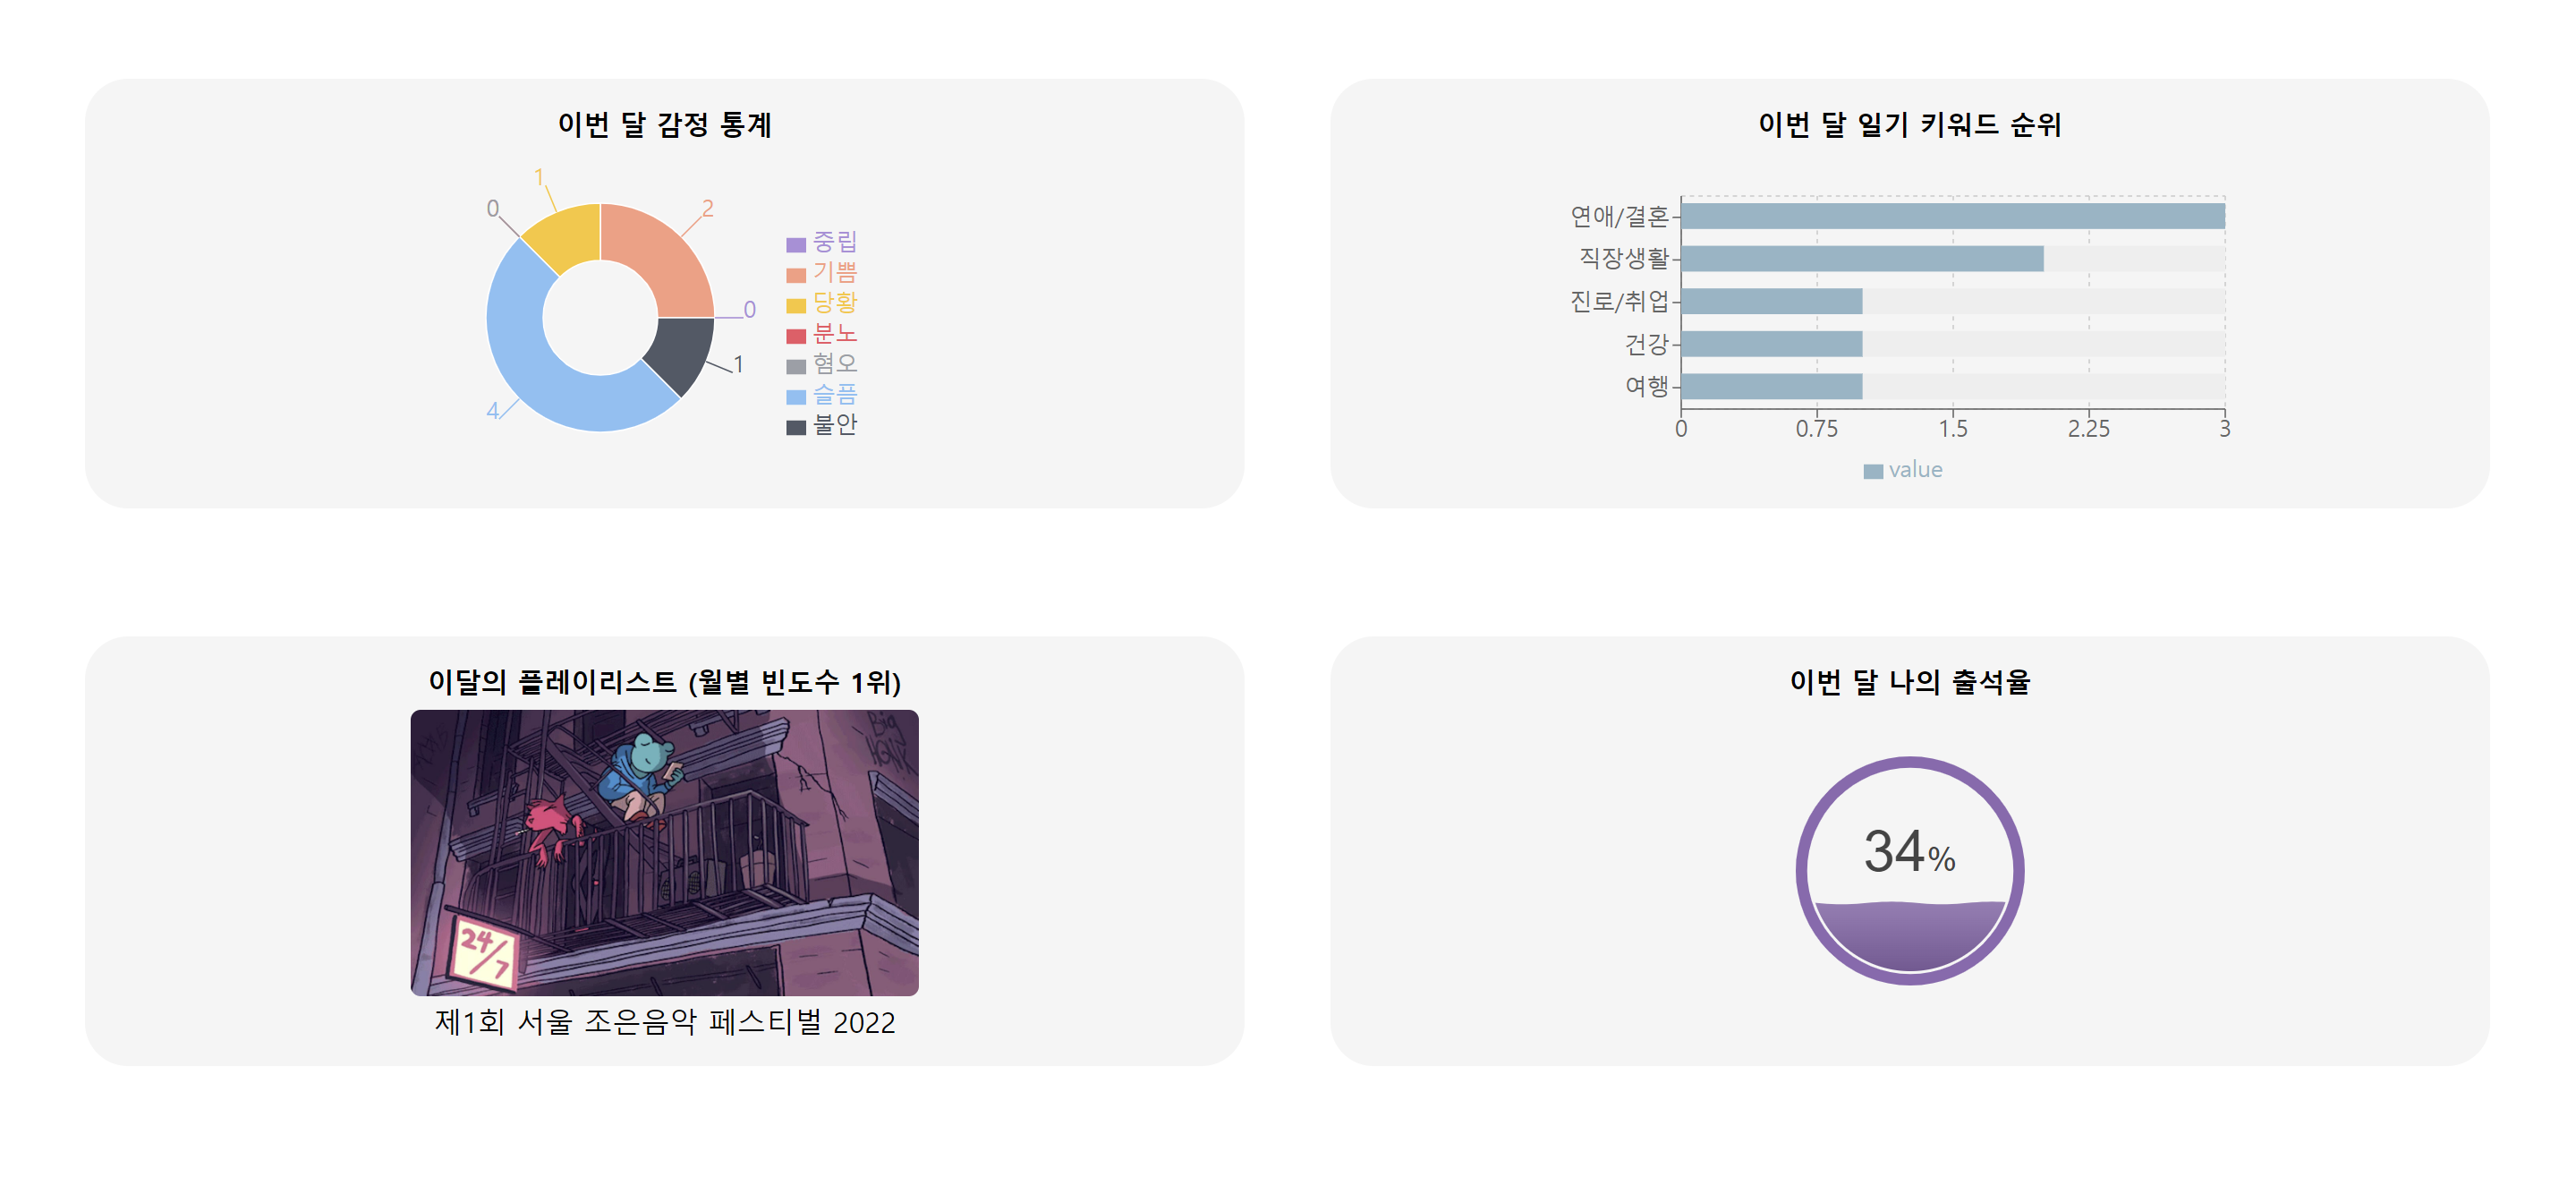 이번 달 감정 통계
1
0
2
0
1
4
중립
기쁨
당황
분노
혐오
슬픔
불안
이번 달 일기 키워드 순위
연애/결혼
직장생활
진로/취업
건강
여행
0 0.75 1.5 2.25 3
value
이달의 플레이리스트 (월별 빈도수 1위)
24/7
제1회 서울 조은음악 페스티벌 2022
이번 달 나의 출석율
34%